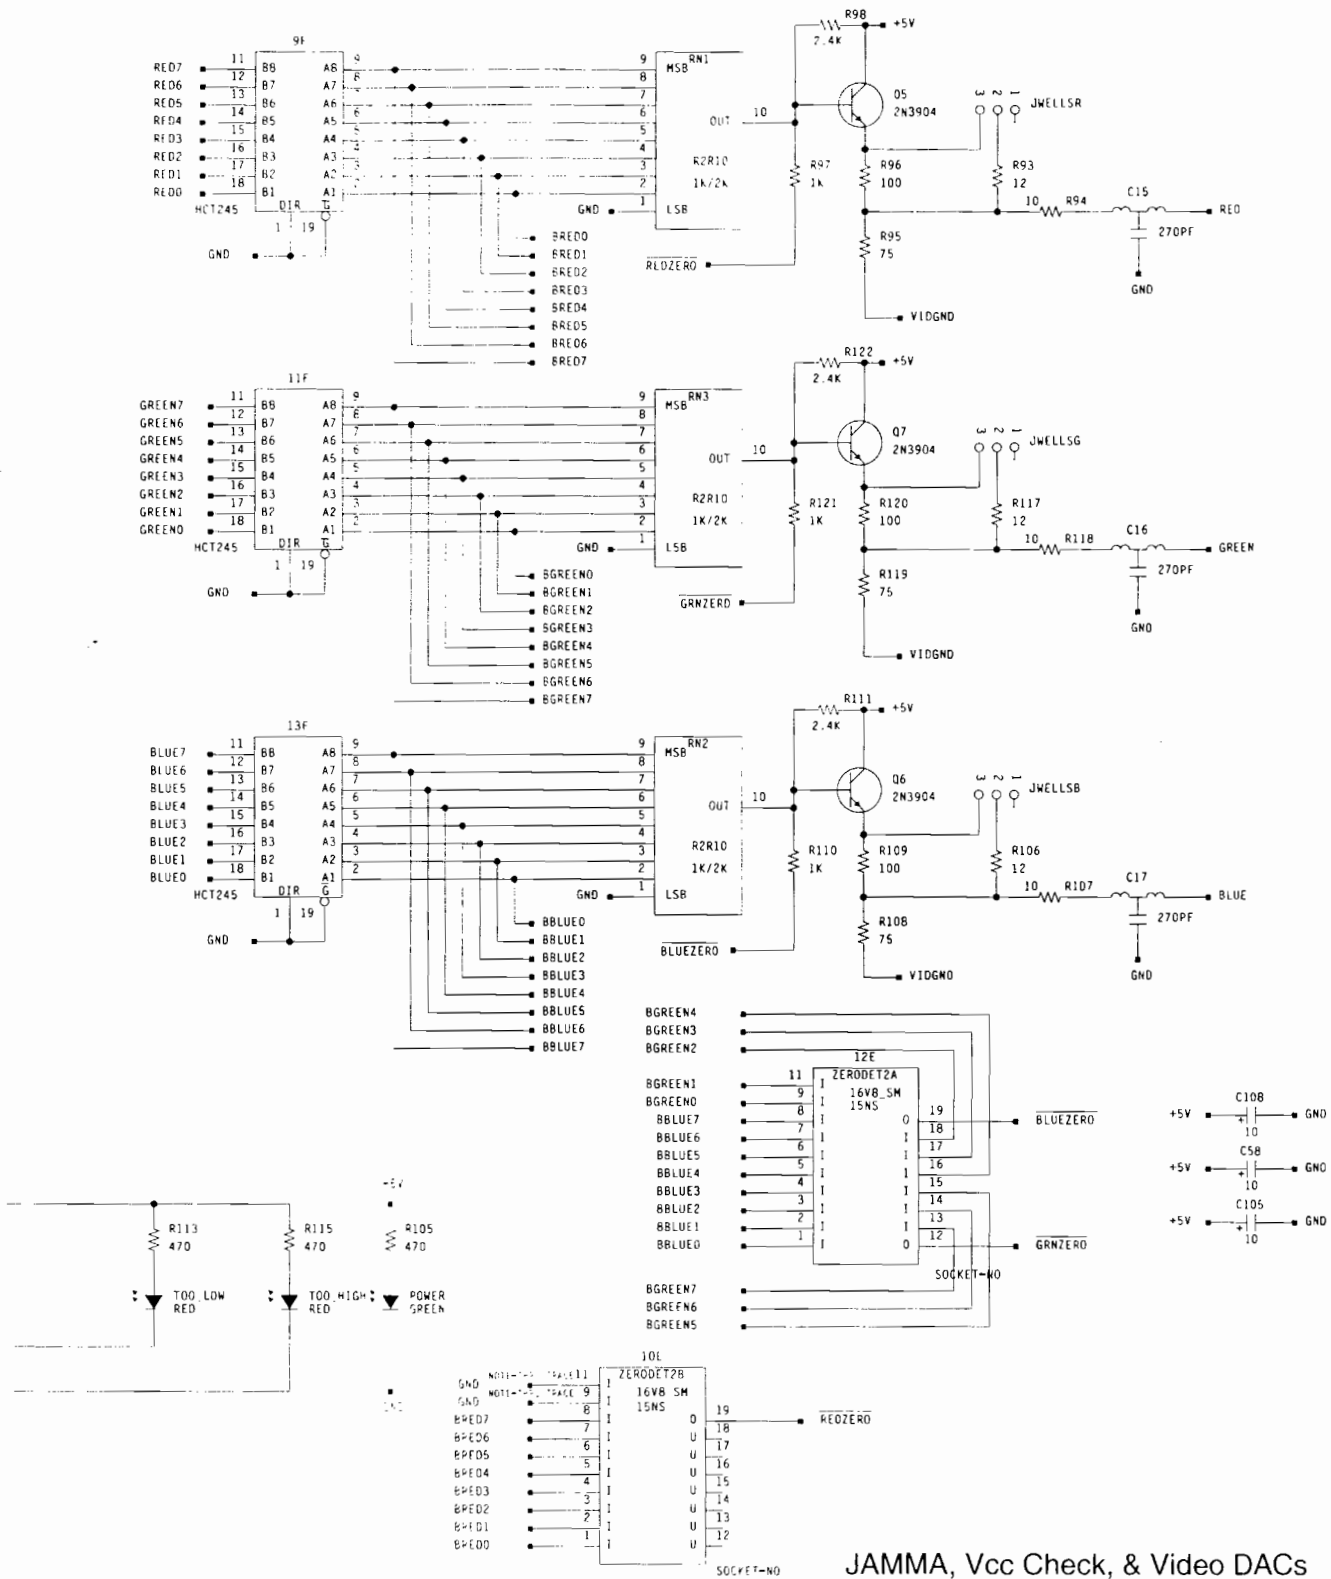 9F
11 B8 A8 9
RED7
12 B7 A7 8
RED6
13 B6 A6 7
RED5
14 B5 A5 6
RED4
15 B4 A4 5
RED3
16 B3 A3 4
RED2
17 B2 A2 3
RED1
18 B1 A1 2
RED0
HCT245 DIR G
1 19
GND
BRED0
BRED1
BRED2
BRED3
BRED4
BRED5
BRED6
BRED7
RN1
9 MSB
8
7
6
5
4
3
2
1 LSB
GND
OUT 10
R2R10
1K/2K
REDZERO
R98
2.4K
+5V
Q5
2N3904
3 2 1 JWELLSR
R97
1K
R96
100
R93
12
R95
75
VIDGND
10 R94
C15
270PF
RED
GND
11F
11 B8 A8 9
GREEN7
12 B7 A7 8
GREEN6
13 B6 A6 7
GREEN5
14 B5 A5 6
GREEN4
15 B4 A4 5
GREEN3
16 B3 A3 4
GREEN2
17 B2 A2 3
GREEN1
18 B1 A1 2
GREEN0
HCT245 DIR G
1 19
GND
BGREEN0
BGREEN1
BGREEN2
BGREEN3
BGREEN4
BGREEN5
BGREEN6
BGREEN7
RN3
9 MSB
8
7
6
5
4
3
2
1 LSB
GND
OUT 10
R2R10
1K/2K
GRNZERO
R122
2.4K
+5V
Q7
2N3904
3 2 1 JWELLSG
R121
1K
R120
100
R117
12
R119
75
VIDGND
10 R118
C16
270PF
GREEN
GND
13F
11 B8 A8 9
BLUE7
12 B7 A7 8
BLUE6
13 B6 A6 7
BLUE5
14 B5 A5 6
BLUE4
15 B4 A4 5
BLUE3
16 B3 A3 4
BLUE2
17 B2 A2 3
BLUE1
18 B1 A1 2
BLUE0
HCT245 DIR G
1 19
GND
BBLUE0
BBLUE1
BBLUE2
BBLUE3
BBLUE4
BBLUE5
BBLUE6
BBLUE7
RN2
9 MSB
8
7
6
5
4
3
2
1 LSB
GND
OUT 10
R2R10
1K/2K
BLUEZERO
R111
2.4K
+5V
Q6
2N3904
3 2 1 JWELLSB
R110
1K
R109
100
R106
12
R108
75
VIDGND
10 R107
C17
270PF
BLUE
GND
BGREEN4
BGREEN3
BGREEN2
12E
ZERODET2A
16V8_SM
15NS
BGREEN1 11 I
BGREEN0 9 I
BBLUE7 8 I
BBLUE6 7 I
BBLUE5 6 I
BBLUE4 5 I
BBLUE3 4 I
BBLUE2 3 I
BBLUE1 2 I
BBLUE0 1 I
O 19 BLUEZERO
I 18
I 17
I 16
I 15
I 14
I 13
O 12 GRNZERO
SOCKET-NO
BGREEN7
BGREEN6
BGREEN5
+5V C108 10 GND
+5V C58 10 GND
+5V C105 10 GND
R113
470
R115
470
+5V
R105
470
TOO_LOW
RED
TOO_HIGH
RED
POWER
GREEN
GND
10E
ZERODET2B
16V8 SM
15NS
GND 11 I
GND 9 I
BRED7 8 I
BRED6 7 I
BRED5 6 I
BRED4 5 I
BRED3 4 I
BRED2 3 I
BRED1 2 I
BRED0 1 I
O 19 REDZERO
U 18
U 17
U 16
U 15
U 14
U 13
U 12
SOCKET-NO
JAMMA, Vcc Check, & Video DACs